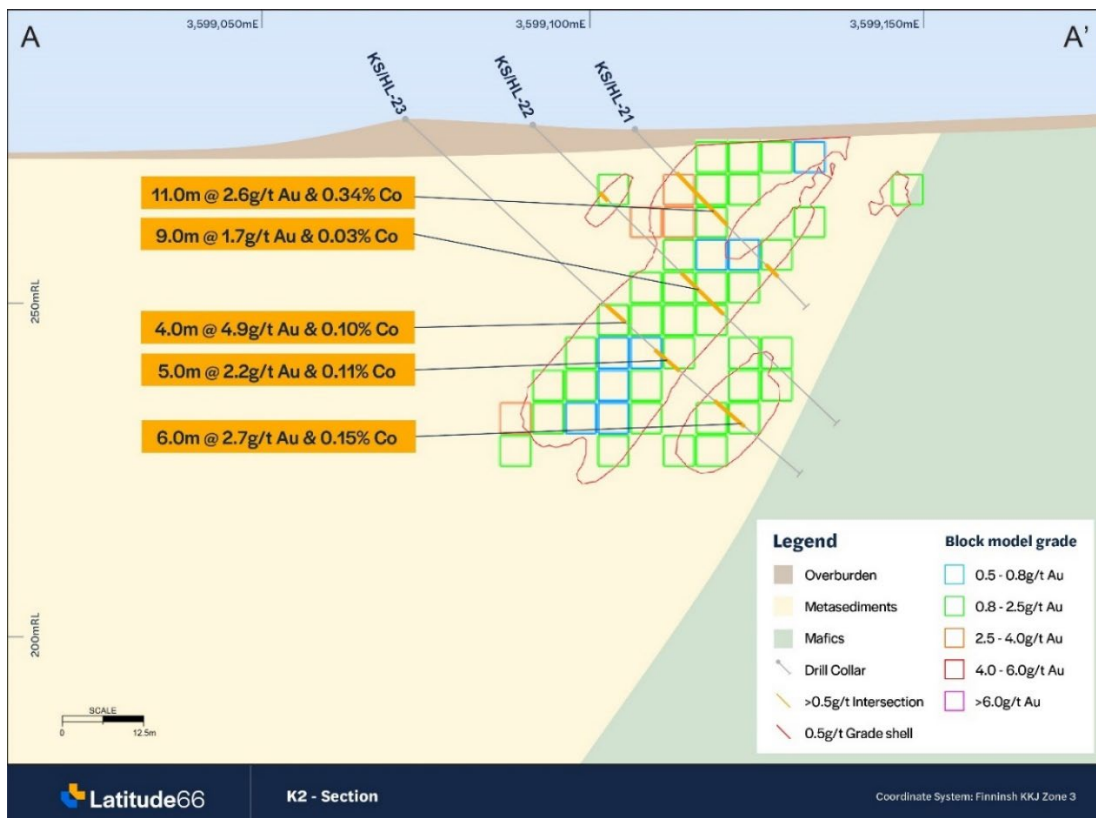 A
3,599,050mE
3,599,100mE
3,599,150mE
A'
KS/HL-23
KS/HL-22
KS/HL-21
11.0m @ 2.6g/t Au & 0.34% Co
9.0m @ 1.7g/t Au & 0.03% Co
250mRL
4.0m @ 4.9g/t Au & 0.10% Co
5.0m @ 2.2g/t Au & 0.11% Co
6.0m @ 2.7g/t Au & 0.15% Co
200mRL
SCALE
0 12.5m
Legend
Overburden
Metasediments
Mafics
Drill Collar
>0.5g/t Intersection
0.5g/t Grade shell
Block model grade
0.5 - 0.8g/t Au
0.8 - 2.5g/t Au
2.5 - 4.0g/t Au
4.0 - 6.0g/t Au
>6.0g/t Au
Latitude66
K2 - Section
Coordinate System: Finninsh KKJ Zone 3